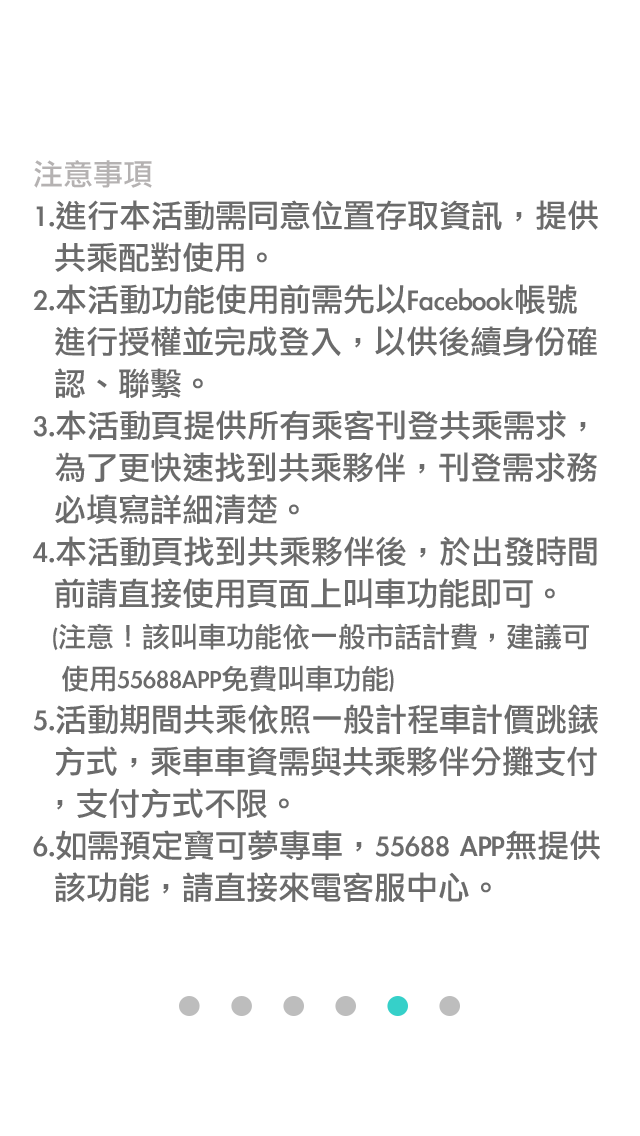 注意事項
1.進行本活動需同意位置存取資訊，提供
共乘配對使用。
2.本活動功能使用前需先以Facebook帳號
進行授權並完成登入，以供後續身份確
認、聯繫。
3.本活動頁提供所有乘客刊登共乘需求，
為了更快速找到共乘夥伴，刊登需求務
必填寫詳細清楚。
4.本活動頁找到共乘夥伴後，於出發時間
前請直接使用頁面上叫車功能即可。
(注意！該叫車功能依一般市話計費，建議可
使用55688APP免費叫車功能)
5.活動期間共乘依照一般計程車計價跳錶
方式，乘車車資需與共乘夥伴分攤支付
，支付方式不限。
6.如需預定寶可夢專車，55688 APP無提供
該功能，請直接來電客服中心。